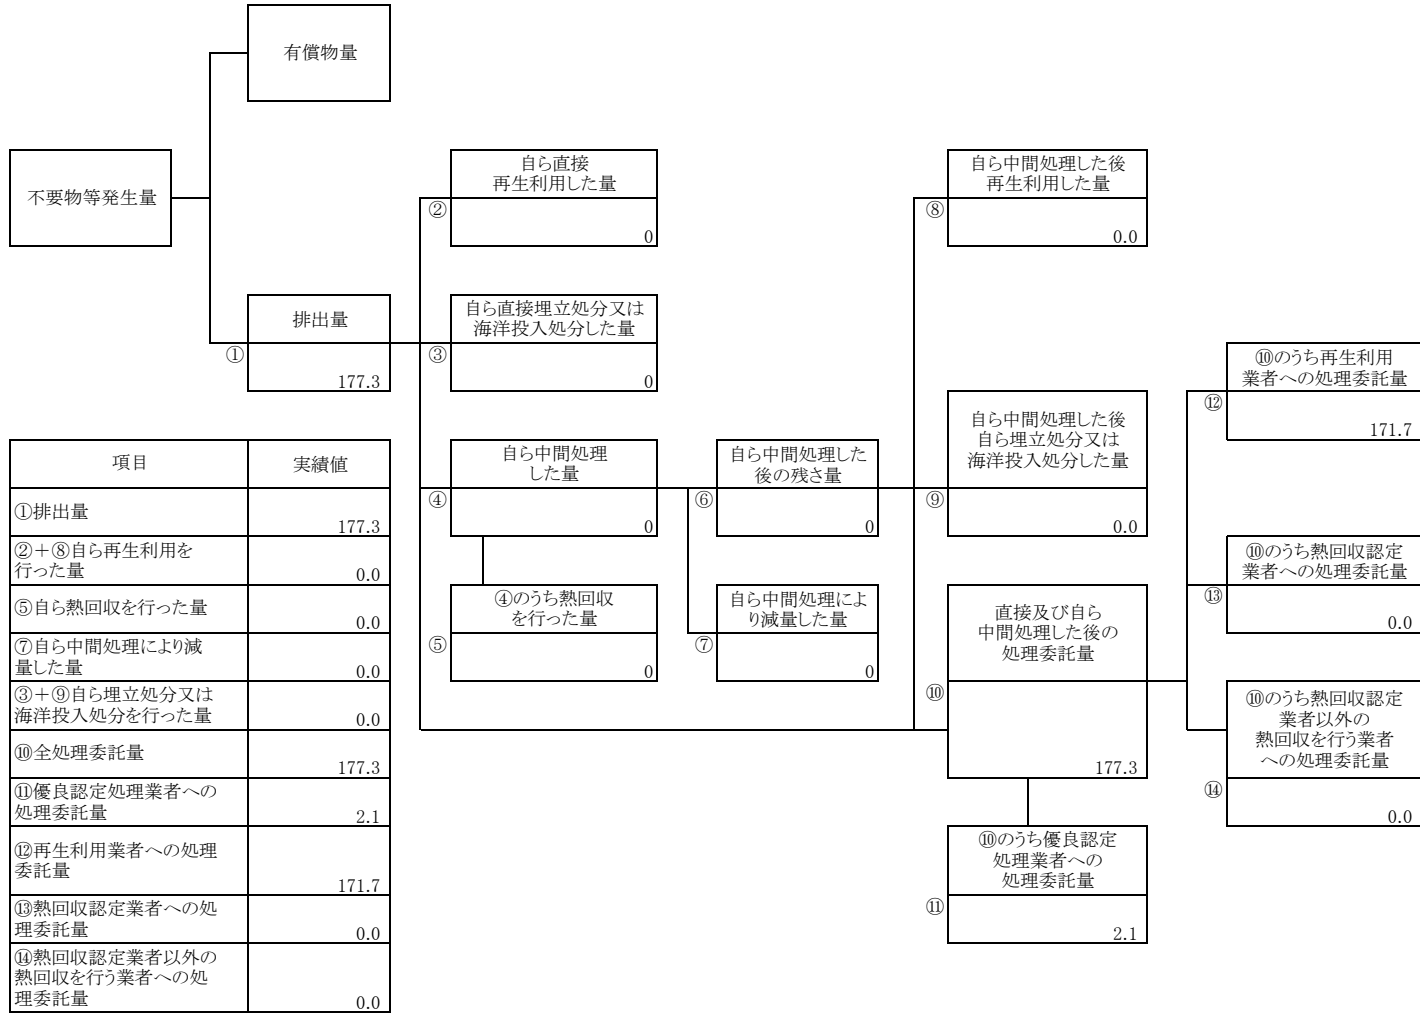 有償物量
不要物等発生量
自ら直接
再生利用した量
②
0
自ら中間処理した後
再生利用した量
⑧
0.0
排出量
①
177.3
自ら直接埋立処分又は
海洋投入処分した量
③
0
⑩のうち再生利用
業者への処理委託量
⑫
171.7
自ら中間処理
した量
④
0
自ら中間処理した
後の残さ量
⑥
0
自ら中間処理した後
自ら埋立処分又は
海洋投入処分した量
⑨
0.0
⑩のうち熱回収認定
業者への処理委託量
⑬
0.0
④のうち熱回収
を行った量
⑤
0
自ら中間処理によ
り減量した量
⑦
0
直接及び自ら
中間処理した後の
処理委託量
⑩
177.3
⑩のうち熱回収認定
業者以外の
熱回収を行う業者
への処理委託量
⑭
0.0
⑩のうち優良認定
処理業者への
処理委託量
⑪
2.1
項目
実績値
①排出量
177.3
②＋⑧自ら再生利用を
行った量
0.0
⑤自ら熱回収を行った量
0.0
⑦自ら中間処理により減
量した量
0.0
③＋⑨自ら埋立処分又は
海洋投入処分を行った量
0.0
⑩全処理委託量
177.3
⑪優良認定処理業者への
処理委託量
2.1
⑫再生利用業者への処理
委託量
171.7
⑬熱回収認定業者への処
理委託量
0.0
⑭熱回収認定業者以外の
熱回収を行う業者への処
理委託量
0.0